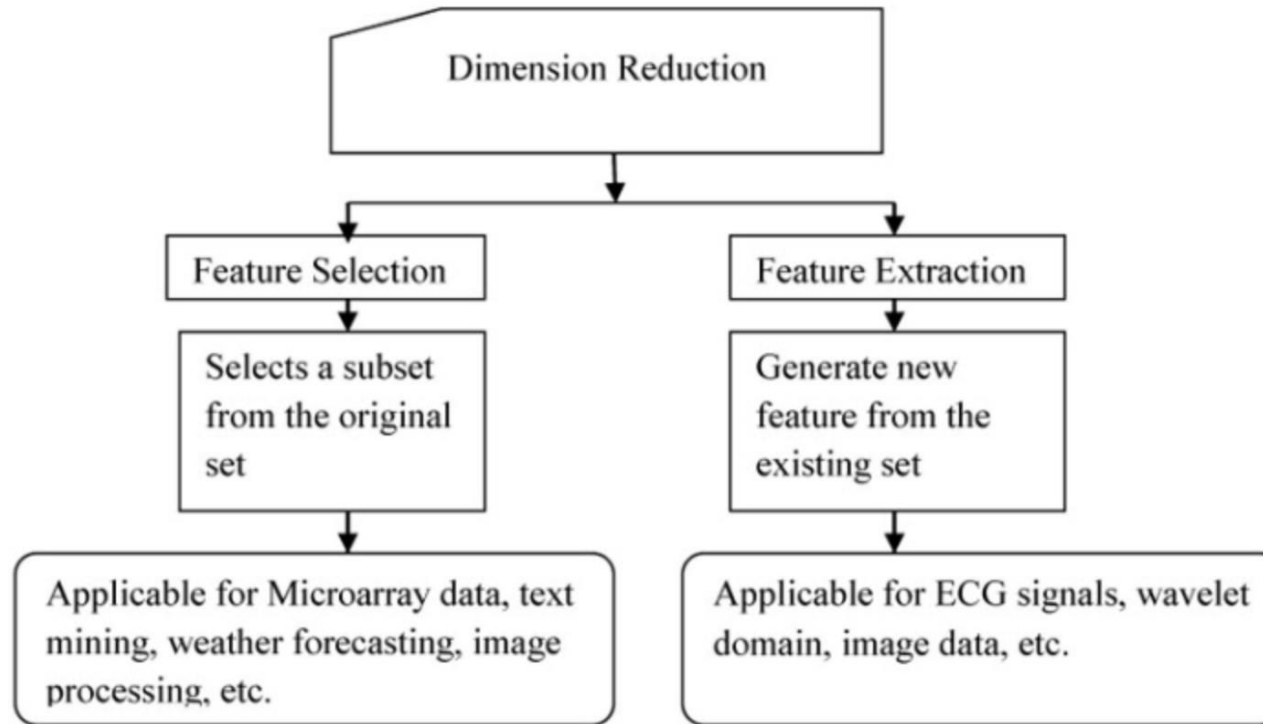 Dimension Reduction
Feature Selection
Feature Extraction
Selects a subset
from the original
set
Generate new
feature from the
existing set
Applicable for Microarray data, text
mining, weather forecasting, image
processing, etc.
Applicable for ECG signals, wavelet
domain, image data, etc.